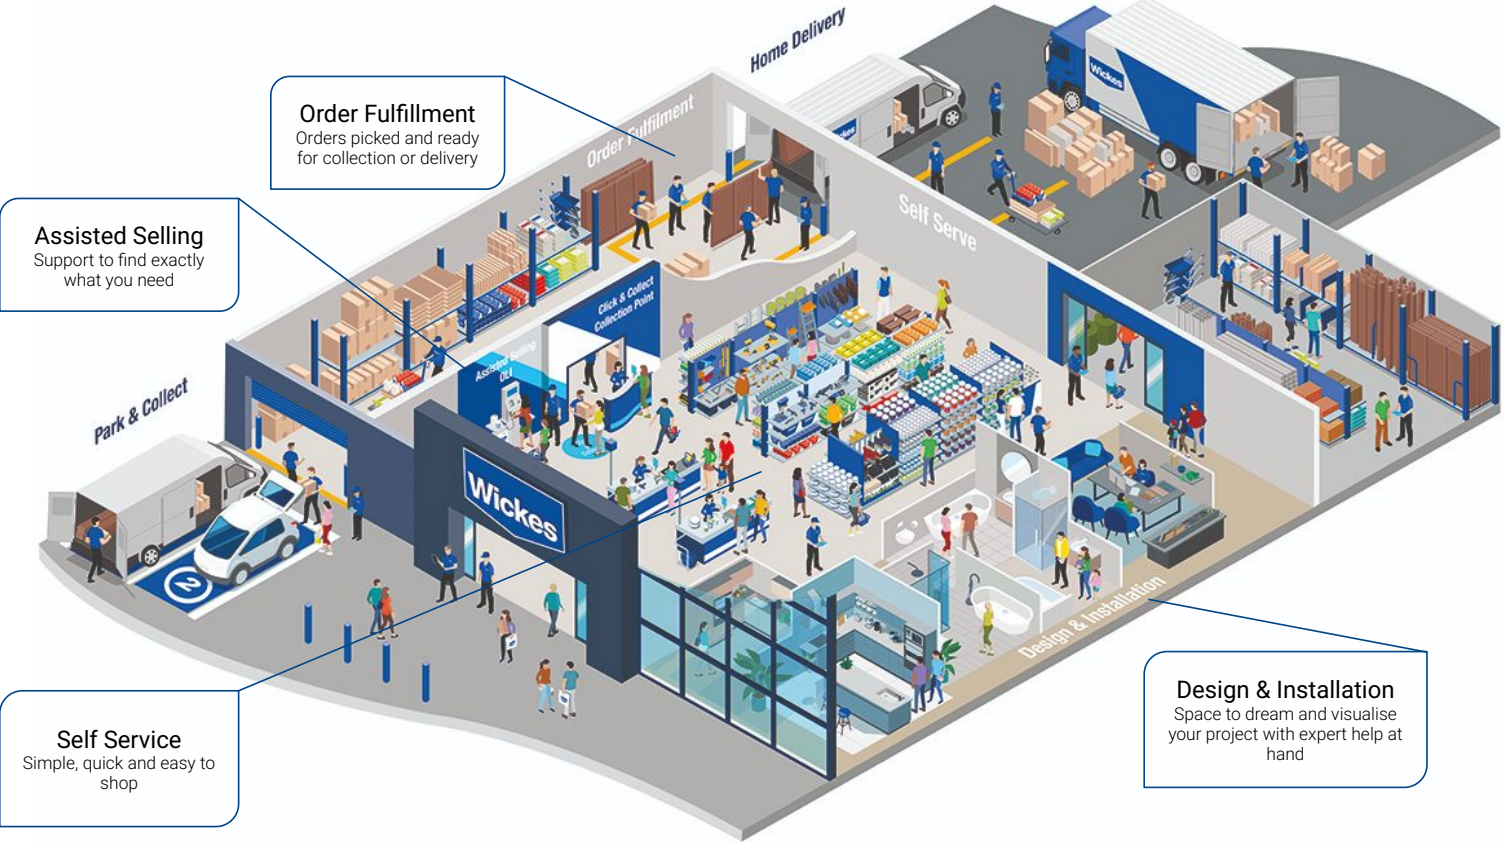 Home Delivery
Order Fulfillment
Orders picked and ready
for collection or delivery
Order Fulfilment
Wickes
Self Serve
Assisted Selling
Support to find exactly
what you need
Click & Collect
Collection Point
Assisted Selling
Park & Collect
Wickes
2
Design & Installation
Design & Installation
Space to dream and visualise
your project with expert help at
hand
Self Service
Simple, quick and easy to
shop